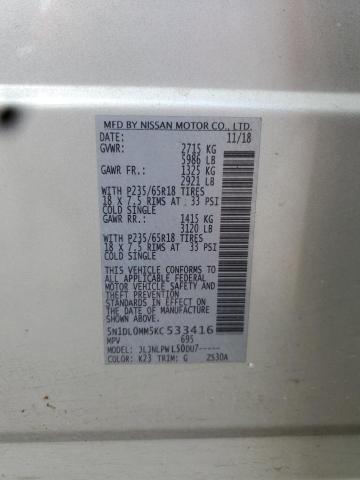 MFD BY NISSAN MOTOR CO., LTD.
DATE: 11/18
GVWR: 2715 KG
5986 LB
GAWR FR.: 1325 KG
2921 LB
WITH P235/65R18 TIRES
18 X 7.5 RIMS AT 33 PSI
COLD SINGLE
GAWR RR.: 1415 KG
3120 LB
WITH P235/65R18 TIRES
18 X 7.5 RIMS AT 33 PSI
COLD SINGLE
THIS VEHICLE CONFORMS TO ALL
APPLICABLE U.S. FEDERAL MOTOR
VEHICLE SAFETY AND THEFT PREVENTION
STANDARDS IN EFFECT ON THE DATE OF
MANUFACTURE SHOWN ABOVE.
5N1DL0MM5KC533416
MPV 695
JLJNLPWL50DU7-----
COLOR: K23 TRIM: G ZS30A